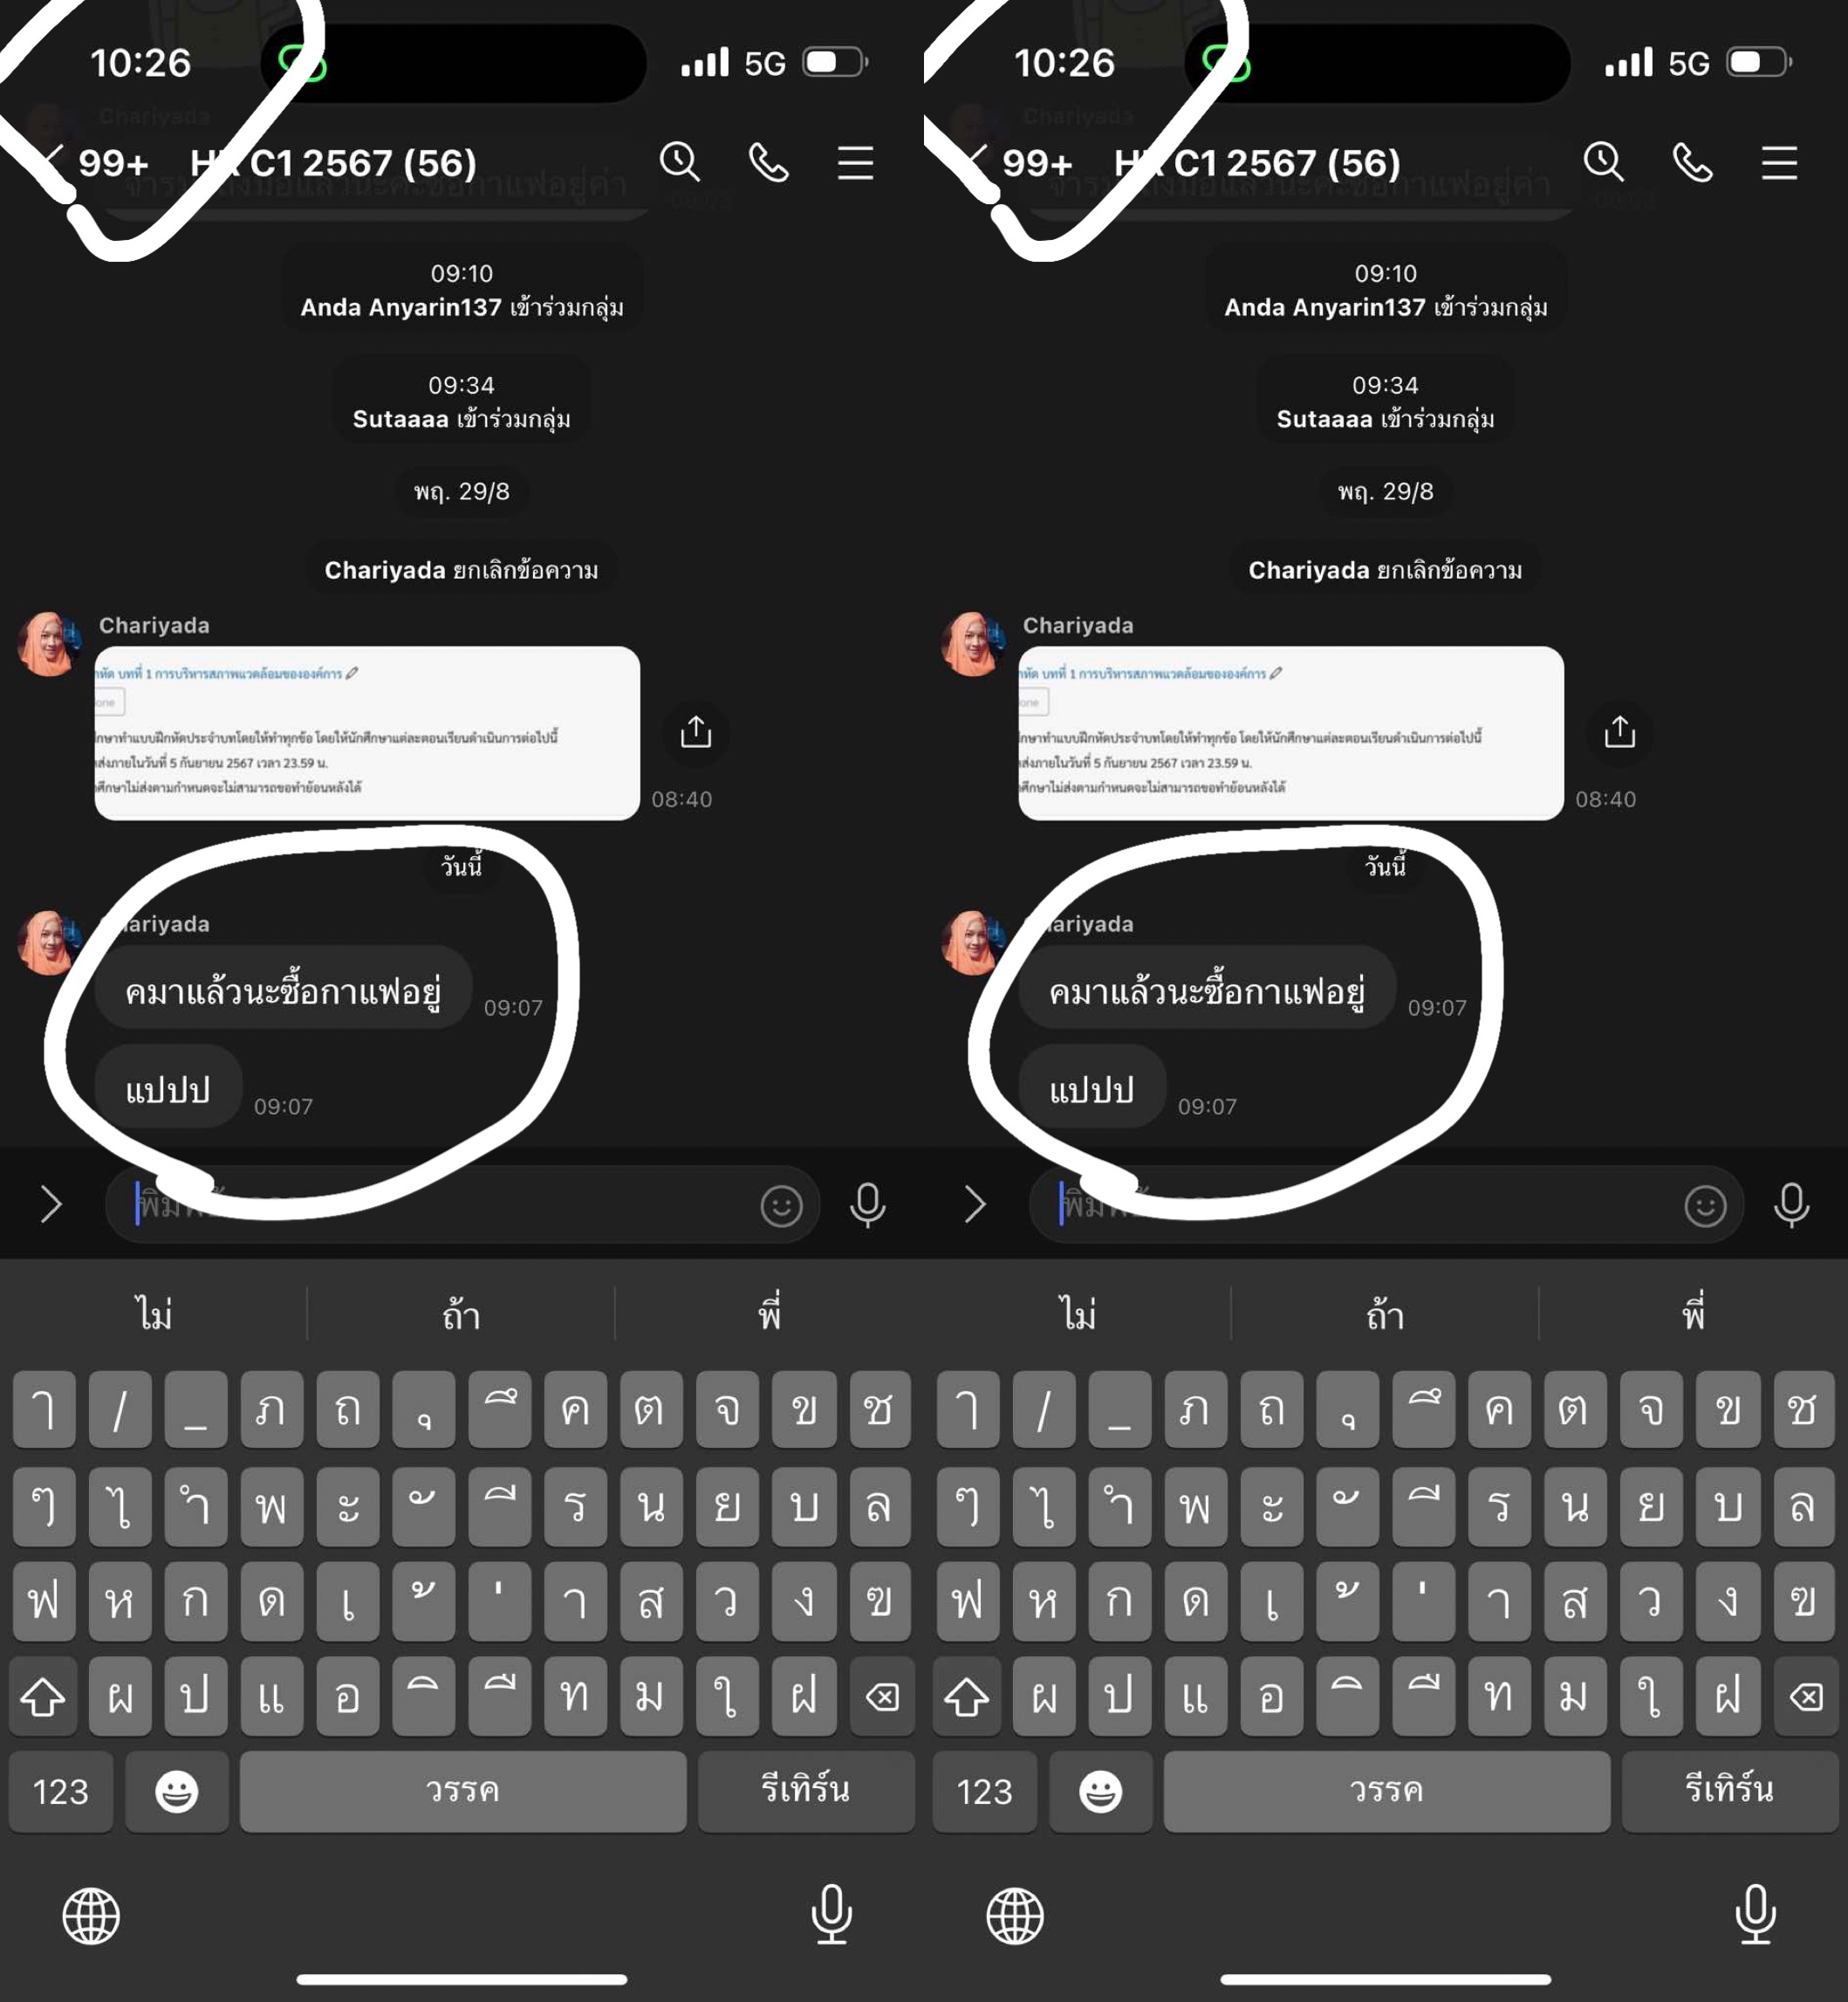 10:26 5G
Chariyada
99+ HR C1 2567 (56)
09:10
Anda Anyarin137 เข้าร่วมกลุ่ม
09:34
Sutaaaa เข้าร่วมกลุ่ม
พฤ. 29/8
Chariyada ยกเลิกข้อความ
Chariyada
หัด บทที่ 1 การบริหารสภาพแวดล้อมขององค์การ
one
กษาทำแบบฝึกหัดประจำบทโดยให้ทำทุกข้อ โดยให้นักศึกษาแต่ละตอนเรียนดำเนินการต่อไปนี้
ส่งภายในวันที่ 5 กันยายน 2567 เวลา 23.59 น.
ศึกษาไม่ส่งตามกำหนดจะไม่สามารถขอทำย้อนหลังได้
08:40
วันนี้
ariyada
คมาแล้วนะซื้อกาแฟอยู่
09:07
แปปป
09:07
ไม่ ถ้า พี่
ๅ / _ ภ ถ ุ ึ ค ต จ ข ช
ๆ ไ ำ พ ะ ั ี ร น ย บ ล
ฟ ห ก ด เ ้ ่ า ส ว ง ฃ
ผ ป แ อ ิ ื ท ม ใ ฝ
123 วรรค รีเทิร์น
10:26 5G
Chariyada
99+ HR C1 2567 (56)
09:10
Anda Anyarin137 เข้าร่วมกลุ่ม
09:34
Sutaaaa เข้าร่วมกลุ่ม
พฤ. 29/8
Chariyada ยกเลิกข้อความ
Chariyada
หัด บทที่ 1 การบริหารสภาพแวดล้อมขององค์การ
one
กษาทำแบบฝึกหัดประจำบทโดยให้ทำทุกข้อ โดยให้นักศึกษาแต่ละตอนเรียนดำเนินการต่อไปนี้
ส่งภายในวันที่ 5 กันยายน 2567 เวลา 23.59 น.
ศึกษาไม่ส่งตามกำหนดจะไม่สามารถขอทำย้อนหลังได้
08:40
วันนี้
ariyada
คมาแล้วนะซื้อกาแฟอยู่
09:07
แปปป
09:07
ไม่ ถ้า พี่
ๅ / _ ภ ถ ุ ึ ค ต จ ข ช
ๆ ไ ำ พ ะ ั ี ร น ย บ ล
ฟ ห ก ด เ ้ ่ า ส ว ง ฃ
ผ ป แ อ ิ ื ท ม ใ ฝ
123 วรรค รีเทิร์น